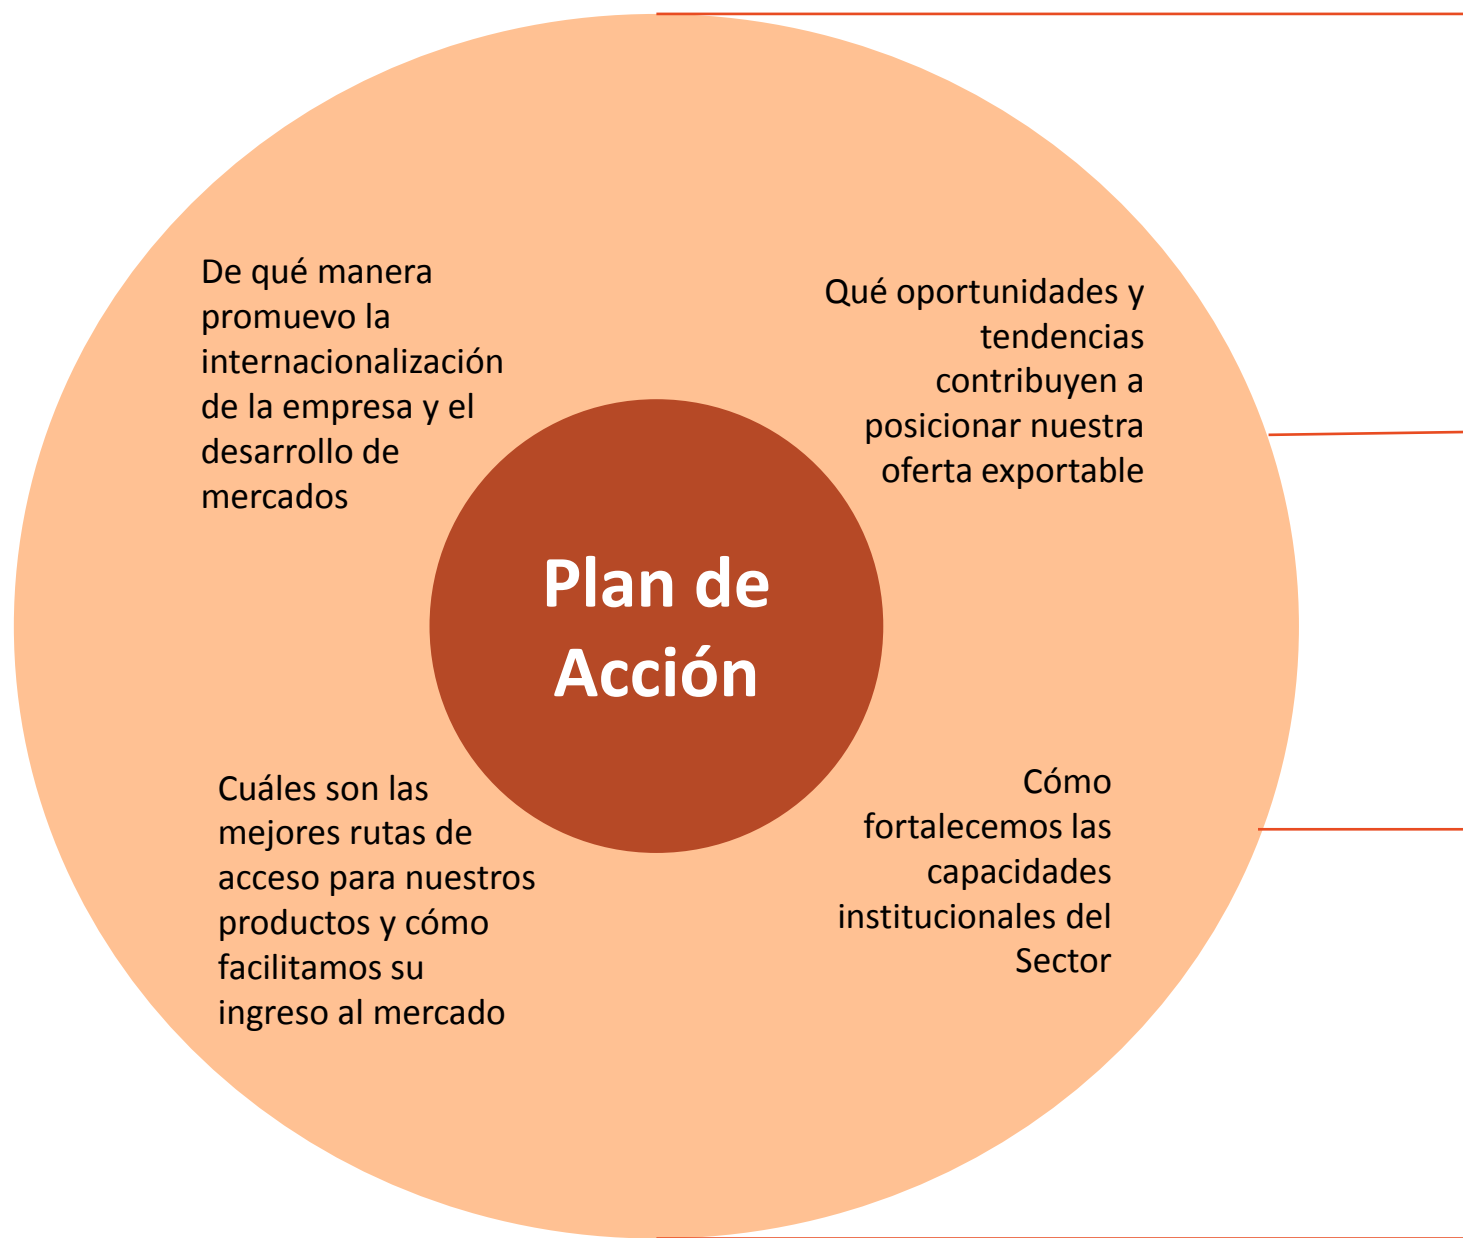 De qué manera
promuevo la
internacionalización
de la empresa y el
desarrollo de
mercados
Qué oportunidades y
tendencias
contribuyen a
posicionar nuestra
oferta exportable
Plan de
Acción
Cuáles son las
mejores rutas de
acceso para nuestros
productos y cómo
facilitamos su
ingreso al mercado
Cómo
fortalecemos las
capacidades
institucionales del
Sector